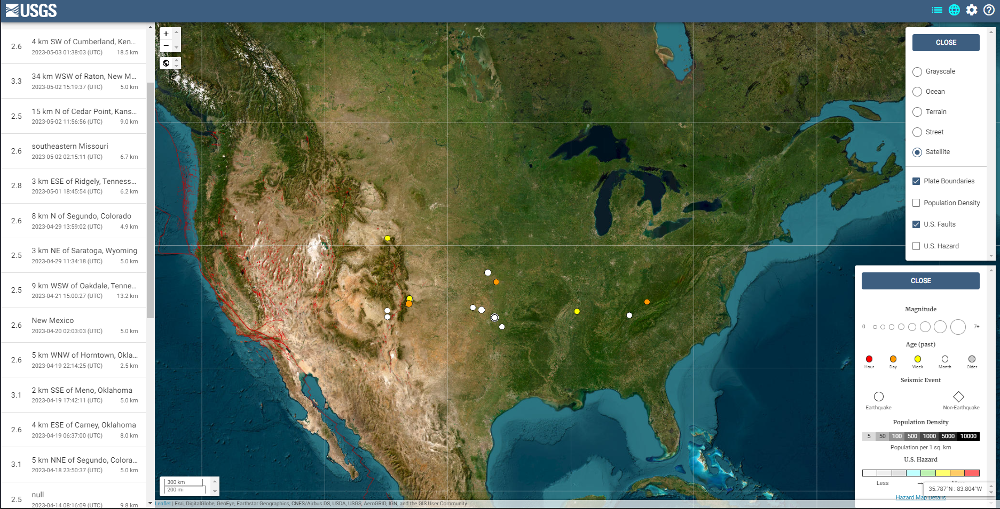 USGS
2.6
4 km SW of Cumberland, Ken...
2023-05-03 01:38:03 (UTC) 18.5 km
3.3
34 km WSW of Raton, New M...
2023-05-02 15:19:37 (UTC) 5.0 km
2.5
15 km N of Cedar Point, Kans...
2023-05-02 11:56:56 (UTC) 9.0 km
2.6
southeastern Missouri
2023-05-02 02:15:11 (UTC) 6.7 km
2.8
3 km ESE of Ridgely, Tenness...
2023-05-01 18:45:54 (UTC) 6.2 km
2.6
8 km N of Segundo, Colorado
2023-04-29 13:59:02 (UTC) 4.9 km
2.5
3 km NE of Saratoga, Wyoming
2023-04-29 11:34:18 (UTC) 5.0 km
2.5
9 km WSW of Oakdale, Tenne...
2023-04-21 15:00:27 (UTC) 13.2 km
2.6
New Mexico
2023-04-20 02:03:03 (UTC) 5.0 km
2.6
5 km WNW of Horntown, Okla...
2023-04-19 22:14:25 (UTC) 2.5 km
3.1
2 km SSE of Meno, Oklahoma
2023-04-19 17:42:11 (UTC) 5.0 km
2.6
4 km ESE of Carney, Oklahoma
2023-04-19 06:37:00 (UTC) 8.0 km
3.1
5 km NNE of Segundo, Colora...
2023-04-18 23:50:37 (UTC) 5.0 km
2.5
null
2023-04-14 08:16:09 (UTC) 9.8 km
+
−
300 km
200 mi
Leaflet | Esri, DigitalGlobe, GeoEye, Earthstar Geographics, CNES/Airbus DS, USDA, USGS, AeroGRID, IGN, and the GIS User Community
CLOSE
Grayscale
Ocean
Terrain
Street
Satellite
Plate Boundaries
Population Density
U.S. Faults
U.S. Hazard
CLOSE
Magnitude
0 7+
Age (past)
Hour Day Week Month Older
Seismic Event
Earthquake Non-Earthquake
Population Density
5 50 100 500 1000 5000 10000
Population per 1 sq. km
U.S. Hazard
Less → More
35.787°N : 83.804°W
Hazard Map Details